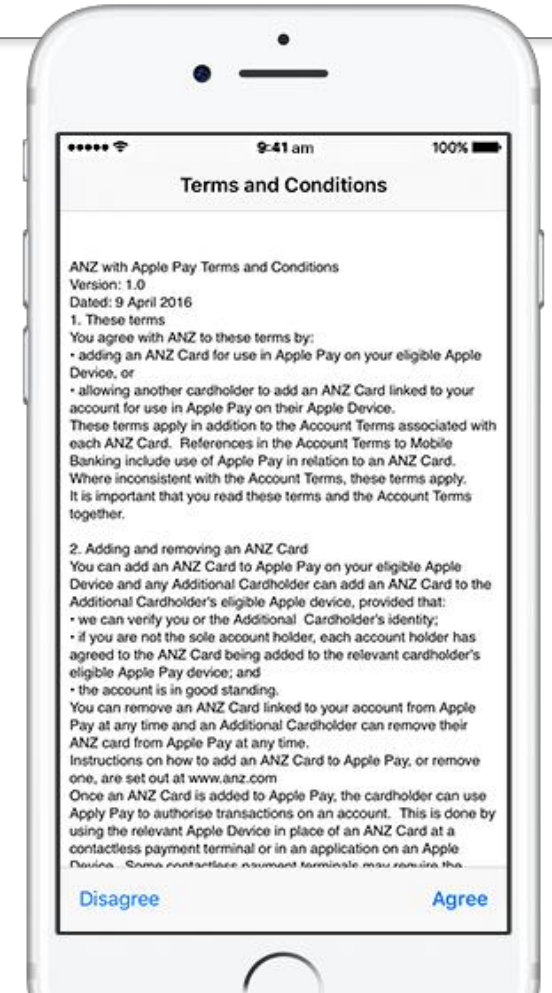 9:41 am 100%
Terms and Conditions
ANZ with Apple Pay Terms and Conditions
Version: 1.0
Dated: 9 April 2016
1. These terms
You agree with ANZ to these terms by:
• adding an ANZ Card for use in Apple Pay on your eligible Apple
Device, or
• allowing another cardholder to add an ANZ Card linked to your
account for use in Apple Pay on their Apple Device.
These terms apply in addition to the Account Terms associated with
each ANZ Card.  References in the Account Terms to Mobile
Banking include use of Apple Pay in relation to an ANZ Card.
Where inconsistent with the Account Terms, these terms apply.
It is important that you read these terms and the Account Terms
together.
2. Adding and removing an ANZ Card
You can add an ANZ Card to Apple Pay on your eligible Apple
Device and any Additional Cardholder can add an ANZ Card to the
Additional Cardholder's eligible Apple device, provided that:
• we can verify you or the Additional  Cardholder's identity;
• if you are not the sole account holder, each account holder has
agreed to the ANZ Card being added to the relevant cardholder's
eligible Apple Pay device; and
• the account is in good standing.
You can remove an ANZ Card linked to your account from Apple
Pay at any time and an Additional Cardholder can remove their
ANZ card from Apple Pay at any time.
Instructions on how to add an ANZ Card to Apple Pay, or remove
one, are set out at www.anz.com
Once an ANZ Card is added to Apple Pay, the cardholder can use
Apply Pay to authorise transactions on an account.  This is done by
using the relevant Apple Device in place of an ANZ Card at a
contactless payment terminal or in an application on an Apple
Device.  Some contactless payment terminals may require the
Disagree Agree